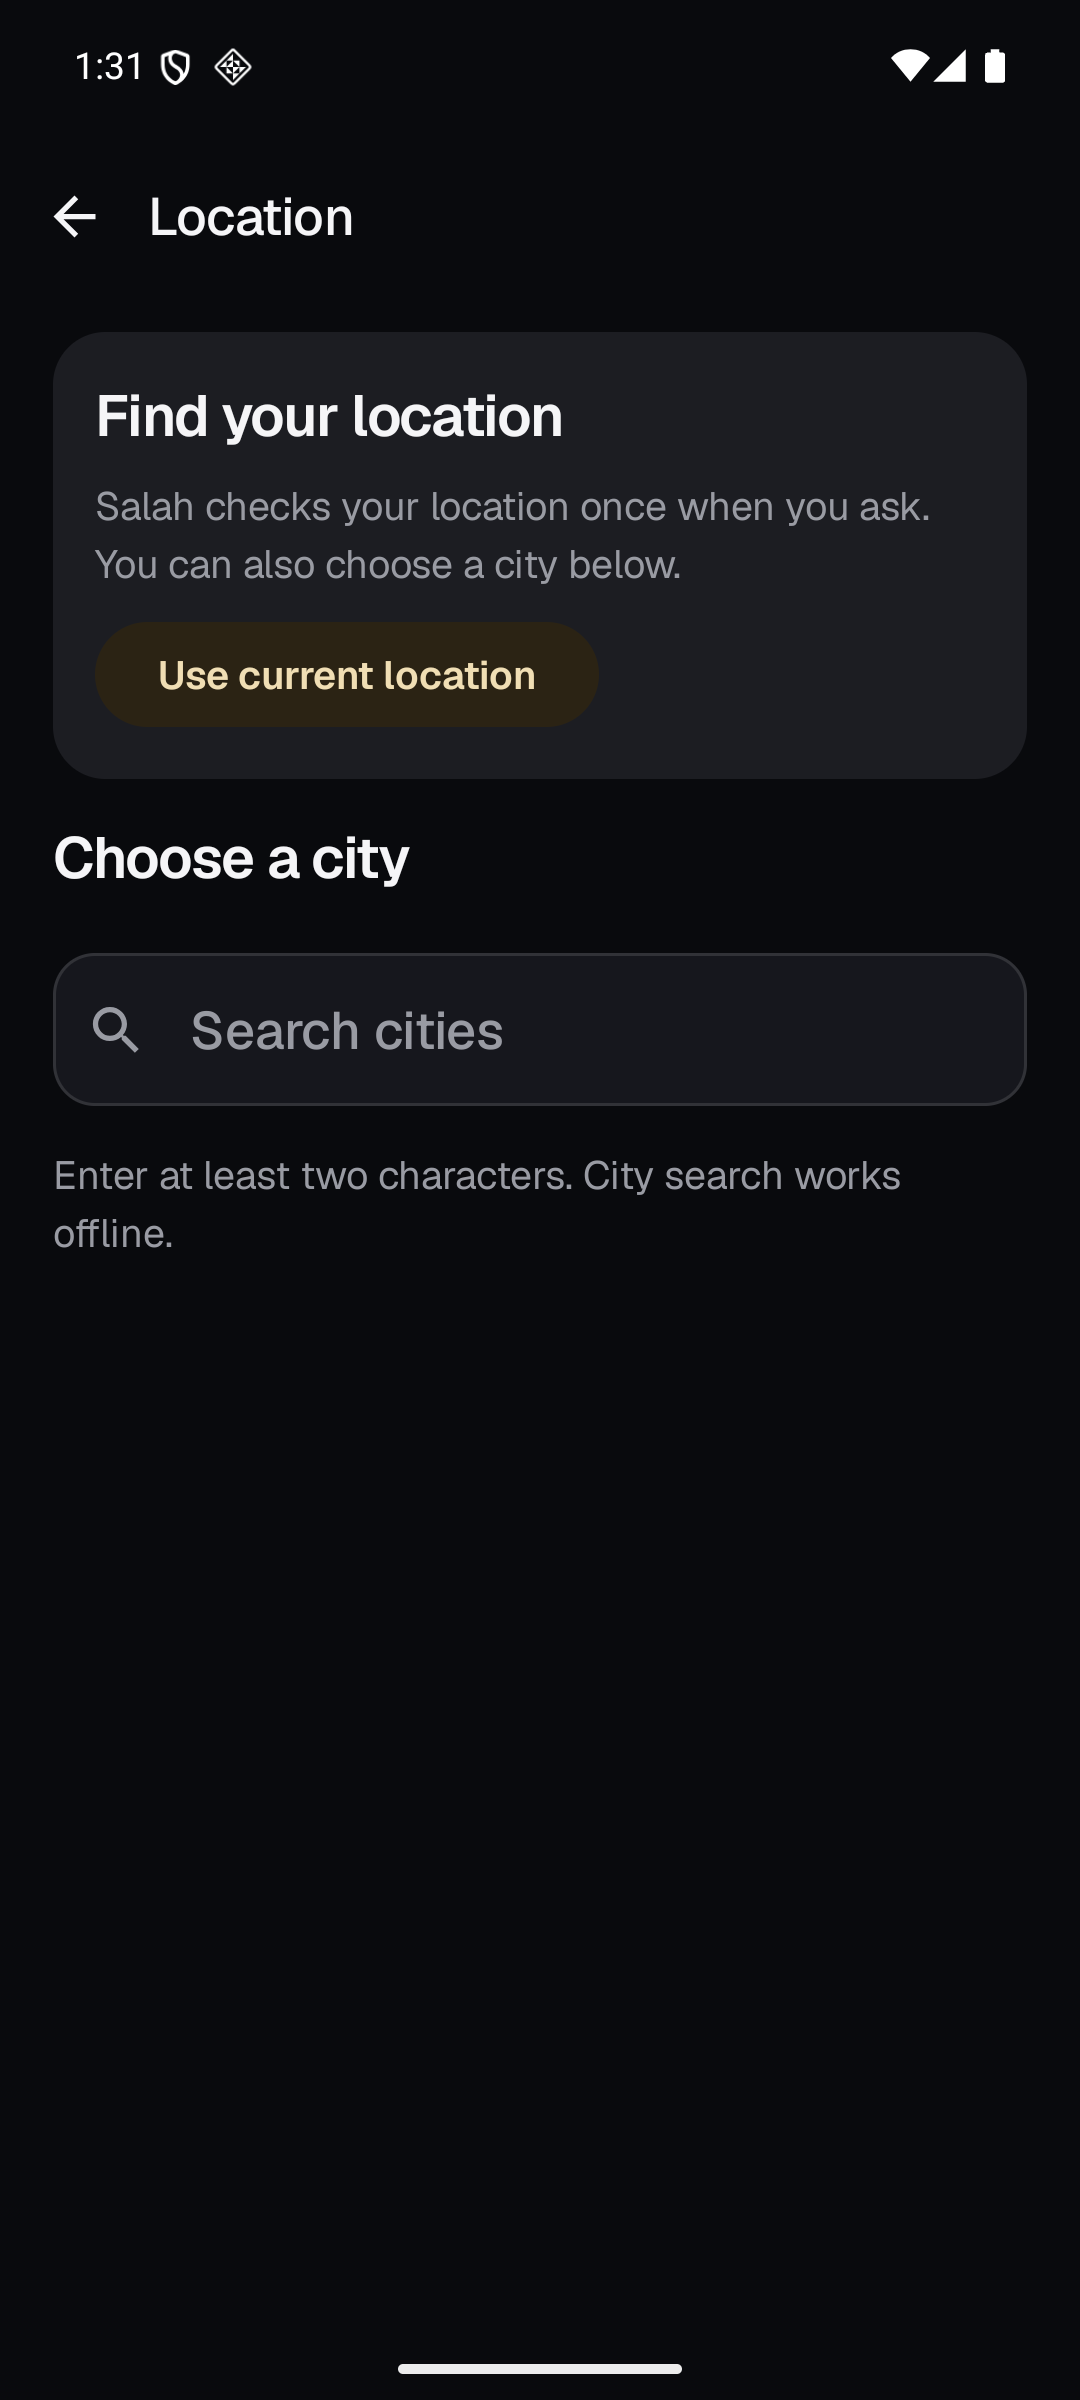 1:31
Location
Find your location
Salah checks your location once when you ask.
You can also choose a city below.
Use current location
Choose a city
Search cities
Enter at least two characters. City search works
offline.